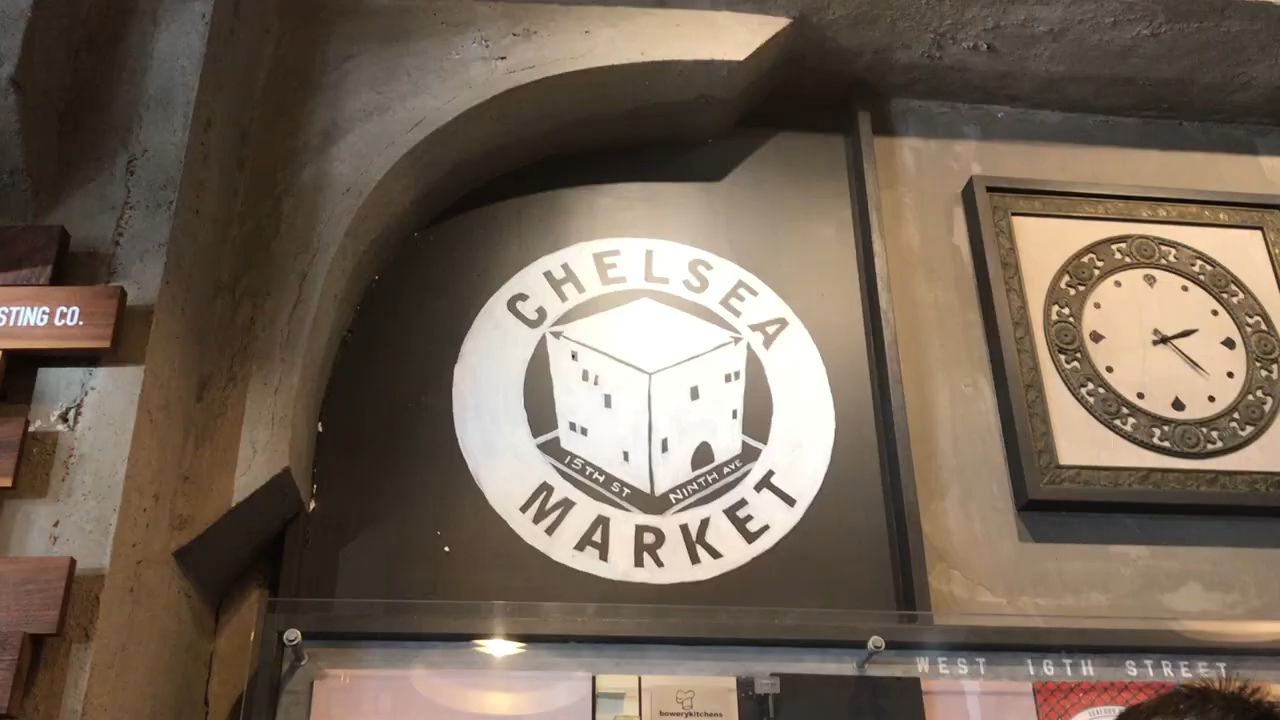 STING CO.
CHELSEA
15TH ST
NINTH AVE
MARKET
WEST 16TH STREET
bowerykitchens